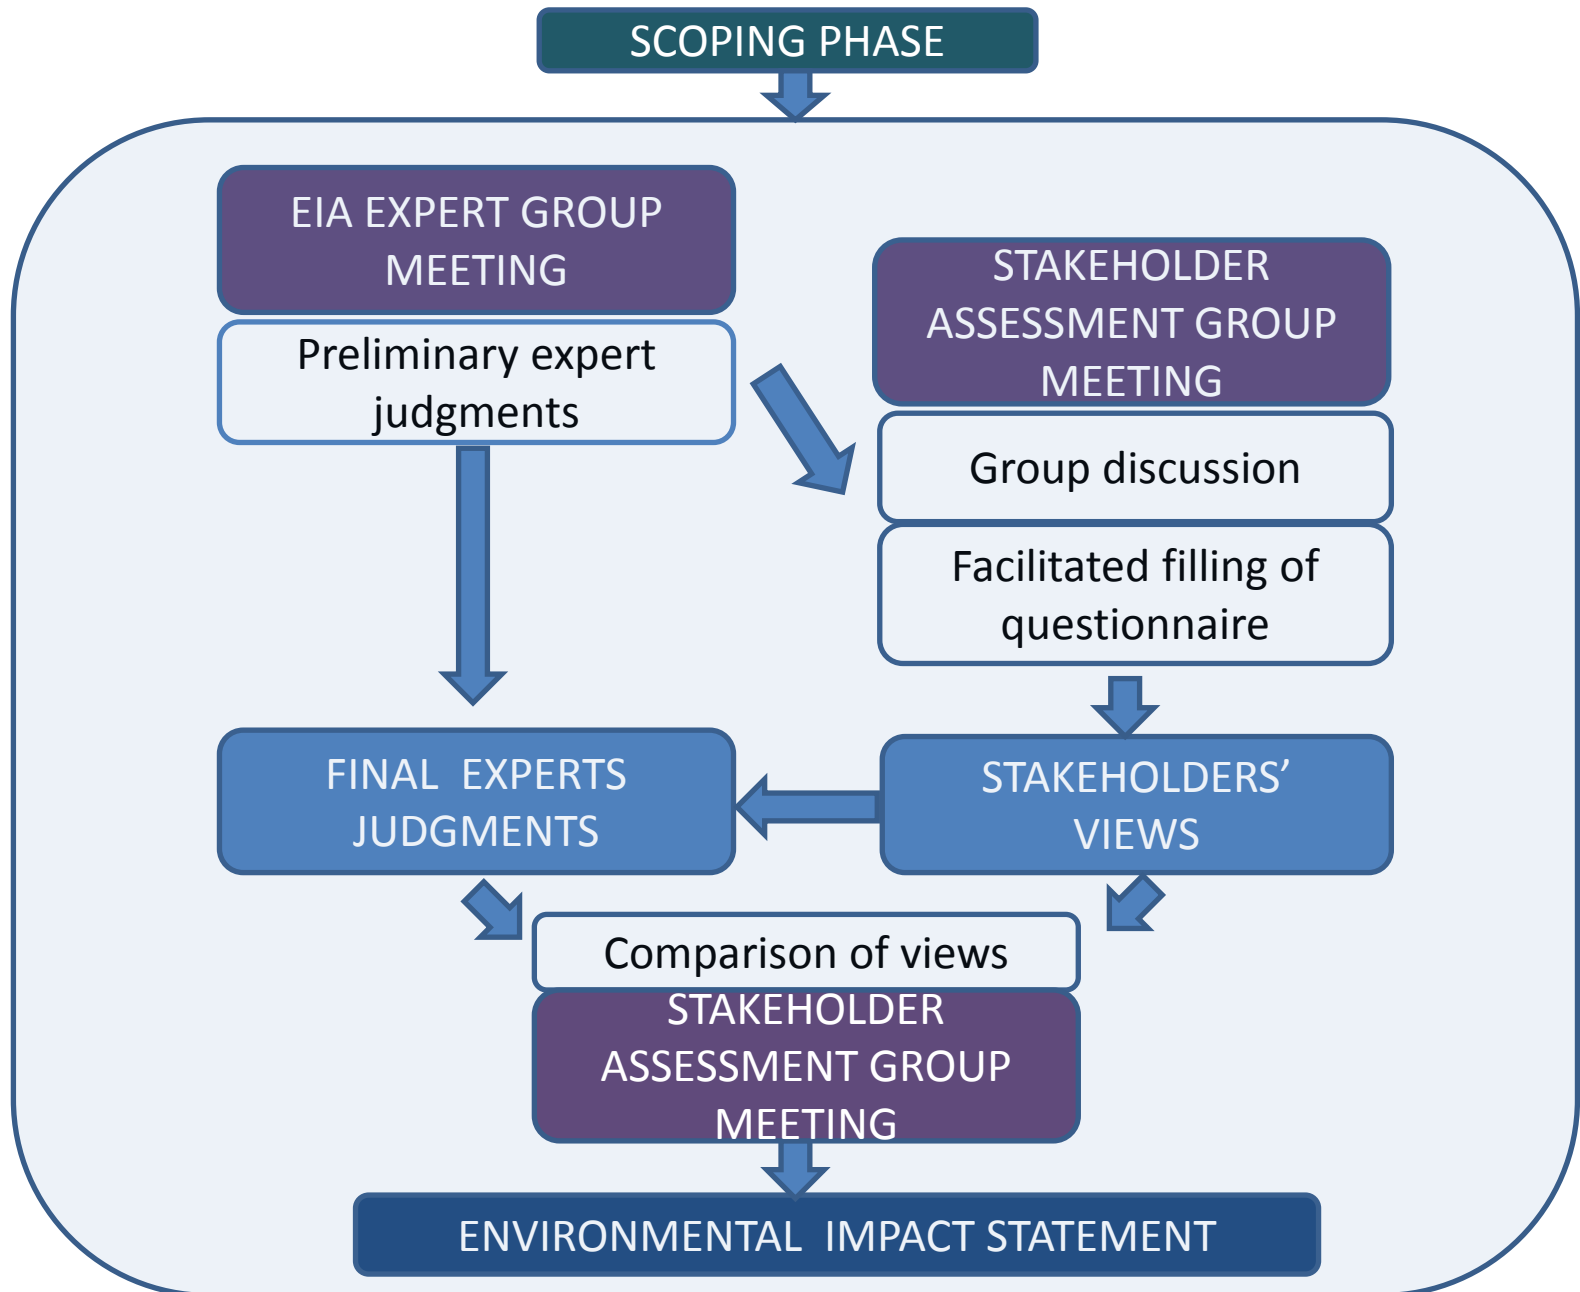 SCOPING PHASE
EIA EXPERT GROUP
MEETING
Preliminary expert
judgments
STAKEHOLDER
ASSESSMENT GROUP
MEETING
Group discussion
Facilitated filling of
questionnaire
FINAL  EXPERTS
JUDGMENTS
STAKEHOLDERS’
VIEWS
Comparison of views
STAKEHOLDER
ASSESSMENT GROUP
MEETING
ENVIRONMENTAL  IMPACT STATEMENT